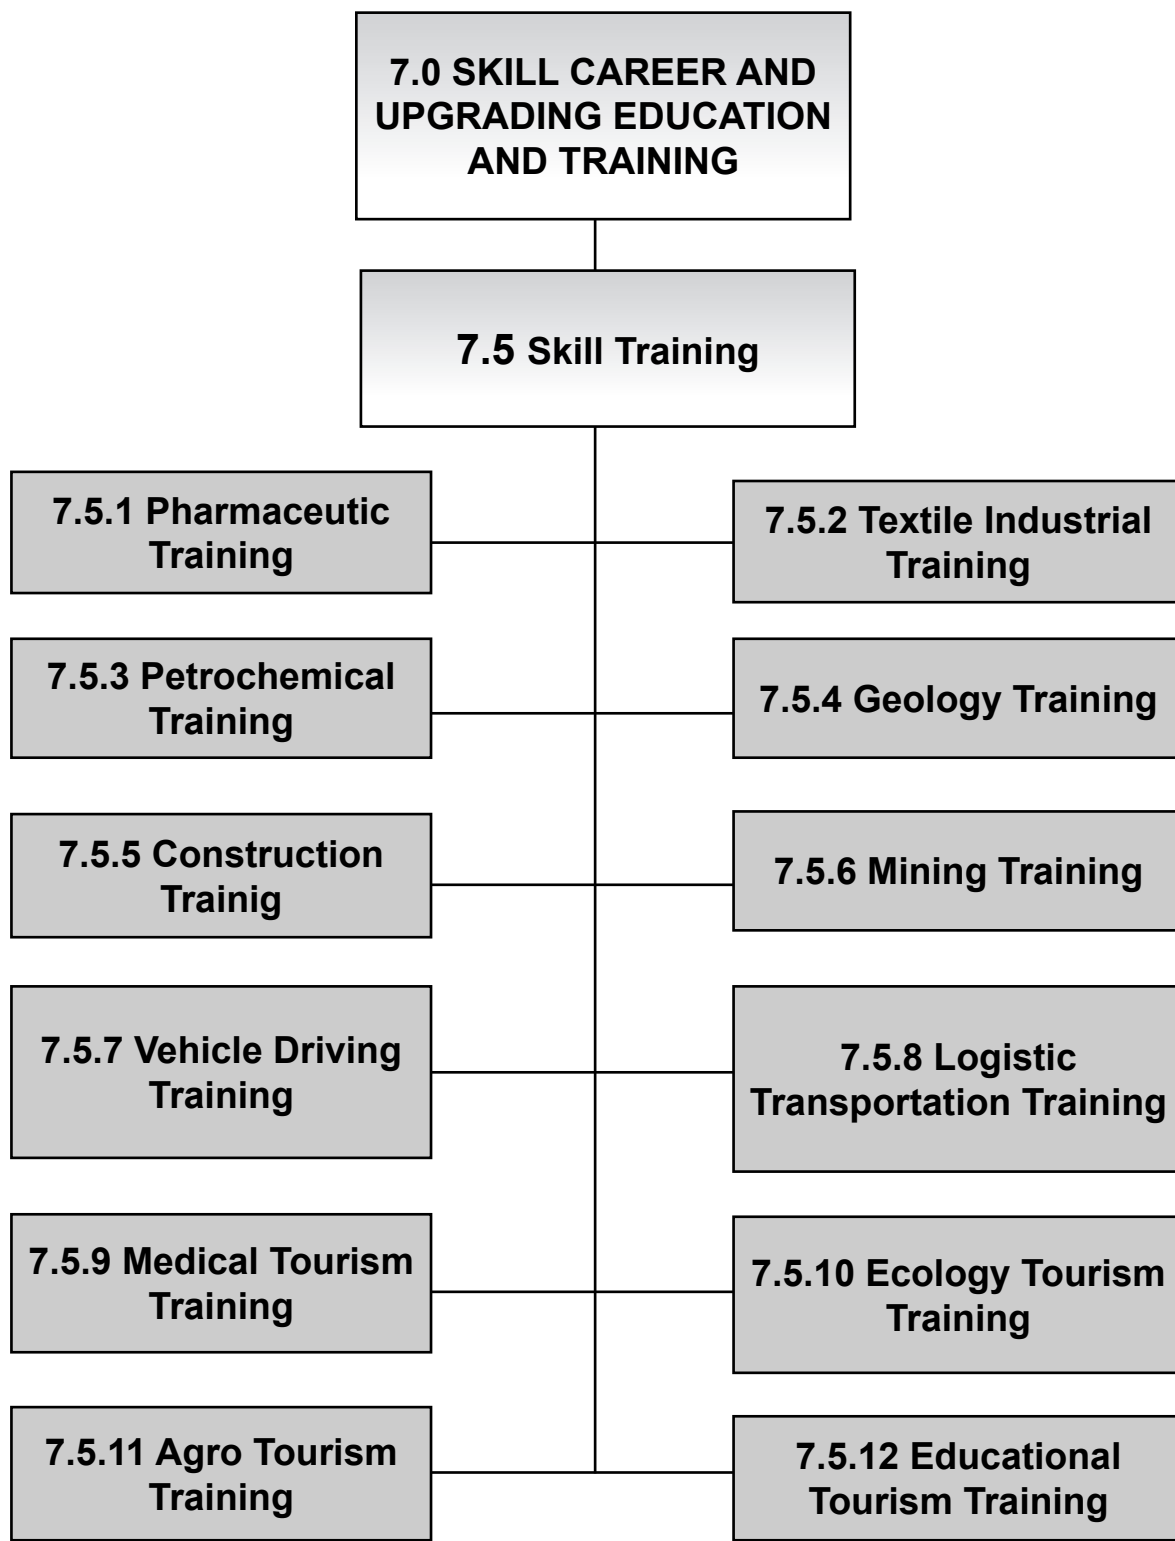 7.0 SKILL CAREER AND
UPGRADING EDUCATION
AND TRAINING
7.5 Skill Training
7.5.1 Pharmaceutic
Training
7.5.2 Textile Industrial
Training
7.5.3 Petrochemical
Training
7.5.4 Geology Training
7.5.5 Construction
Trainig
7.5.6 Mining Training
7.5.7 Vehicle Driving
Training
7.5.8 Logistic
Transportation Training
7.5.9 Medical Tourism
Training
7.5.10 Ecology Tourism
Training
7.5.11 Agro Tourism
Training
7.5.12 Educational
Tourism Training